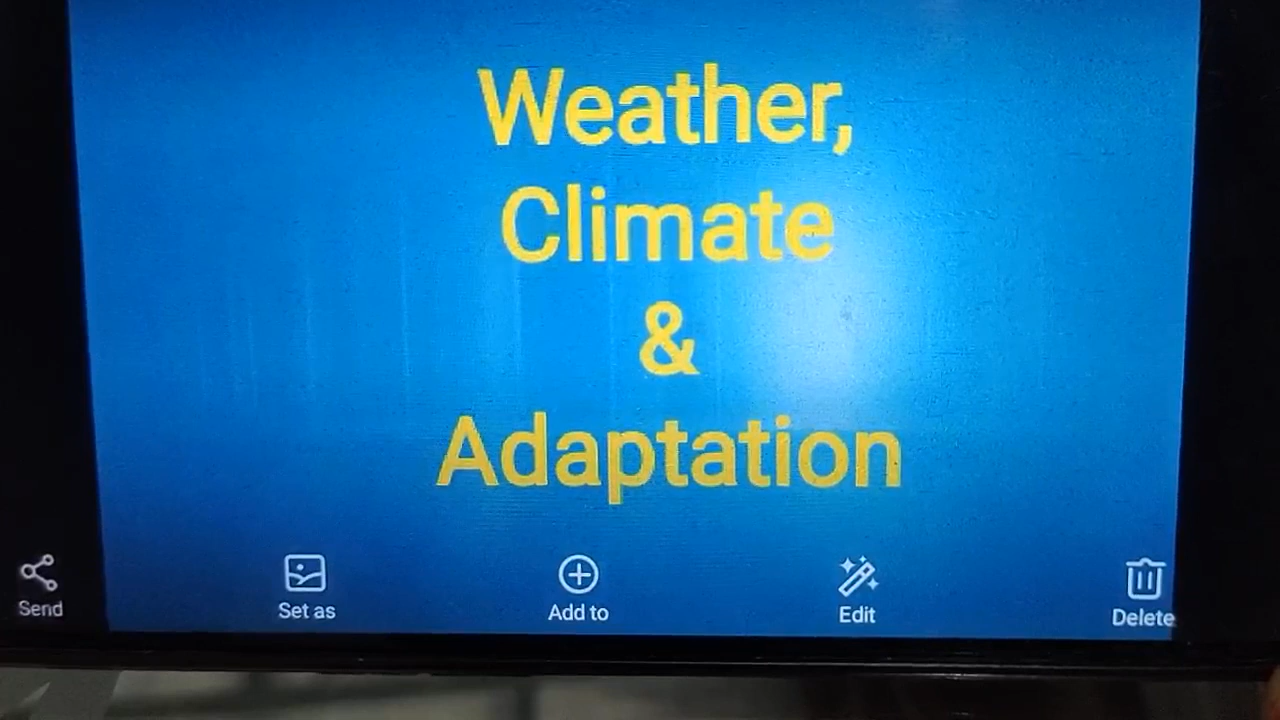 Weather,
Climate
&
Adaptation
Send
Set as
Add to
Edit
Delete